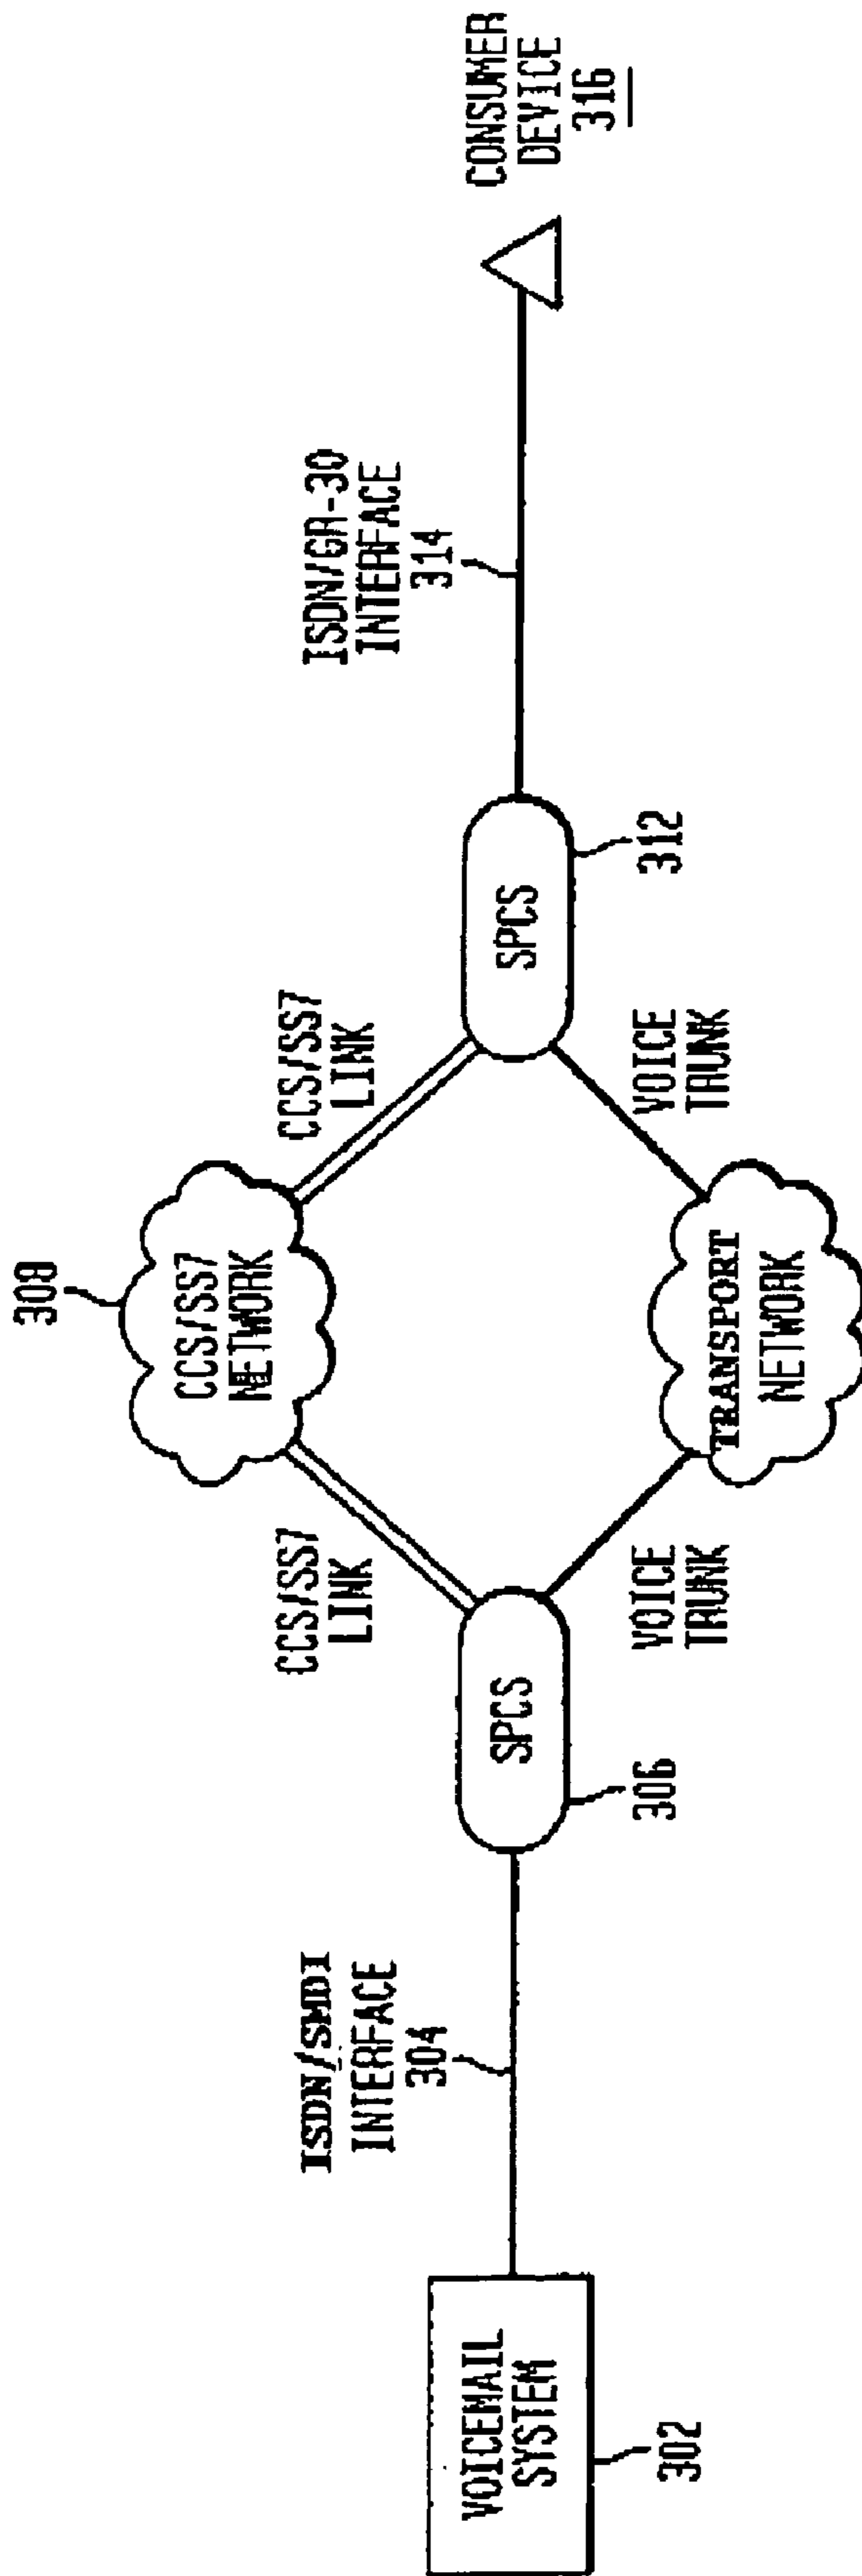 308
CCS/SS7
NETWORK
CCS/SS7
LINK
CCS/SS7
LINK
ISDN/SMDI
INTERFACE
304
ISDN/GR-30
INTERFACE
314
CONSUMER
DEVICE
316
VOICEMAIL
SYSTEM
302
SPCS
306
SPCS
312
VOICE
TRUNK
VOICE
TRUNK
TRANSPORT
NETWORK